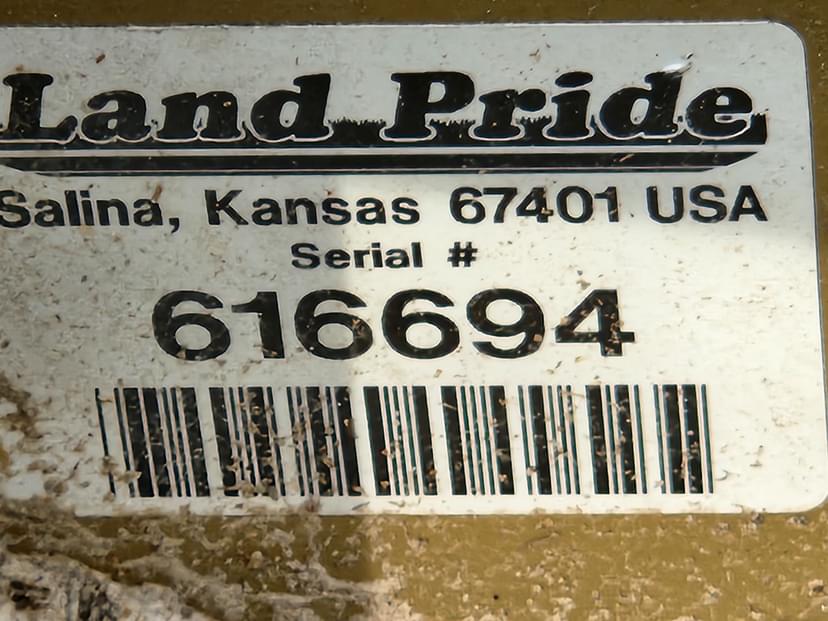 Land Pride
Salina, Kansas 67401 USA
Serial #
616694